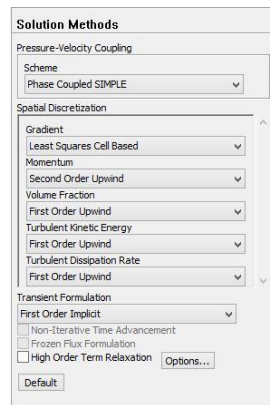 Solution Methods
Pressure-Velocity Coupling
Scheme
Phase Coupled SIMPLE
Spatial Discretization
Gradient
Least Squares Cell Based
Momentum
Second Order Upwind
Volume Fraction
First Order Upwind
Turbulent Kinetic Energy
First Order Upwind
Turbulent Dissipation Rate
First Order Upwind
Transient Formulation
First Order Implicit
Non-Iterative Time Advancement
Frozen Flux Formulation
High Order Term Relaxation Options...
Default